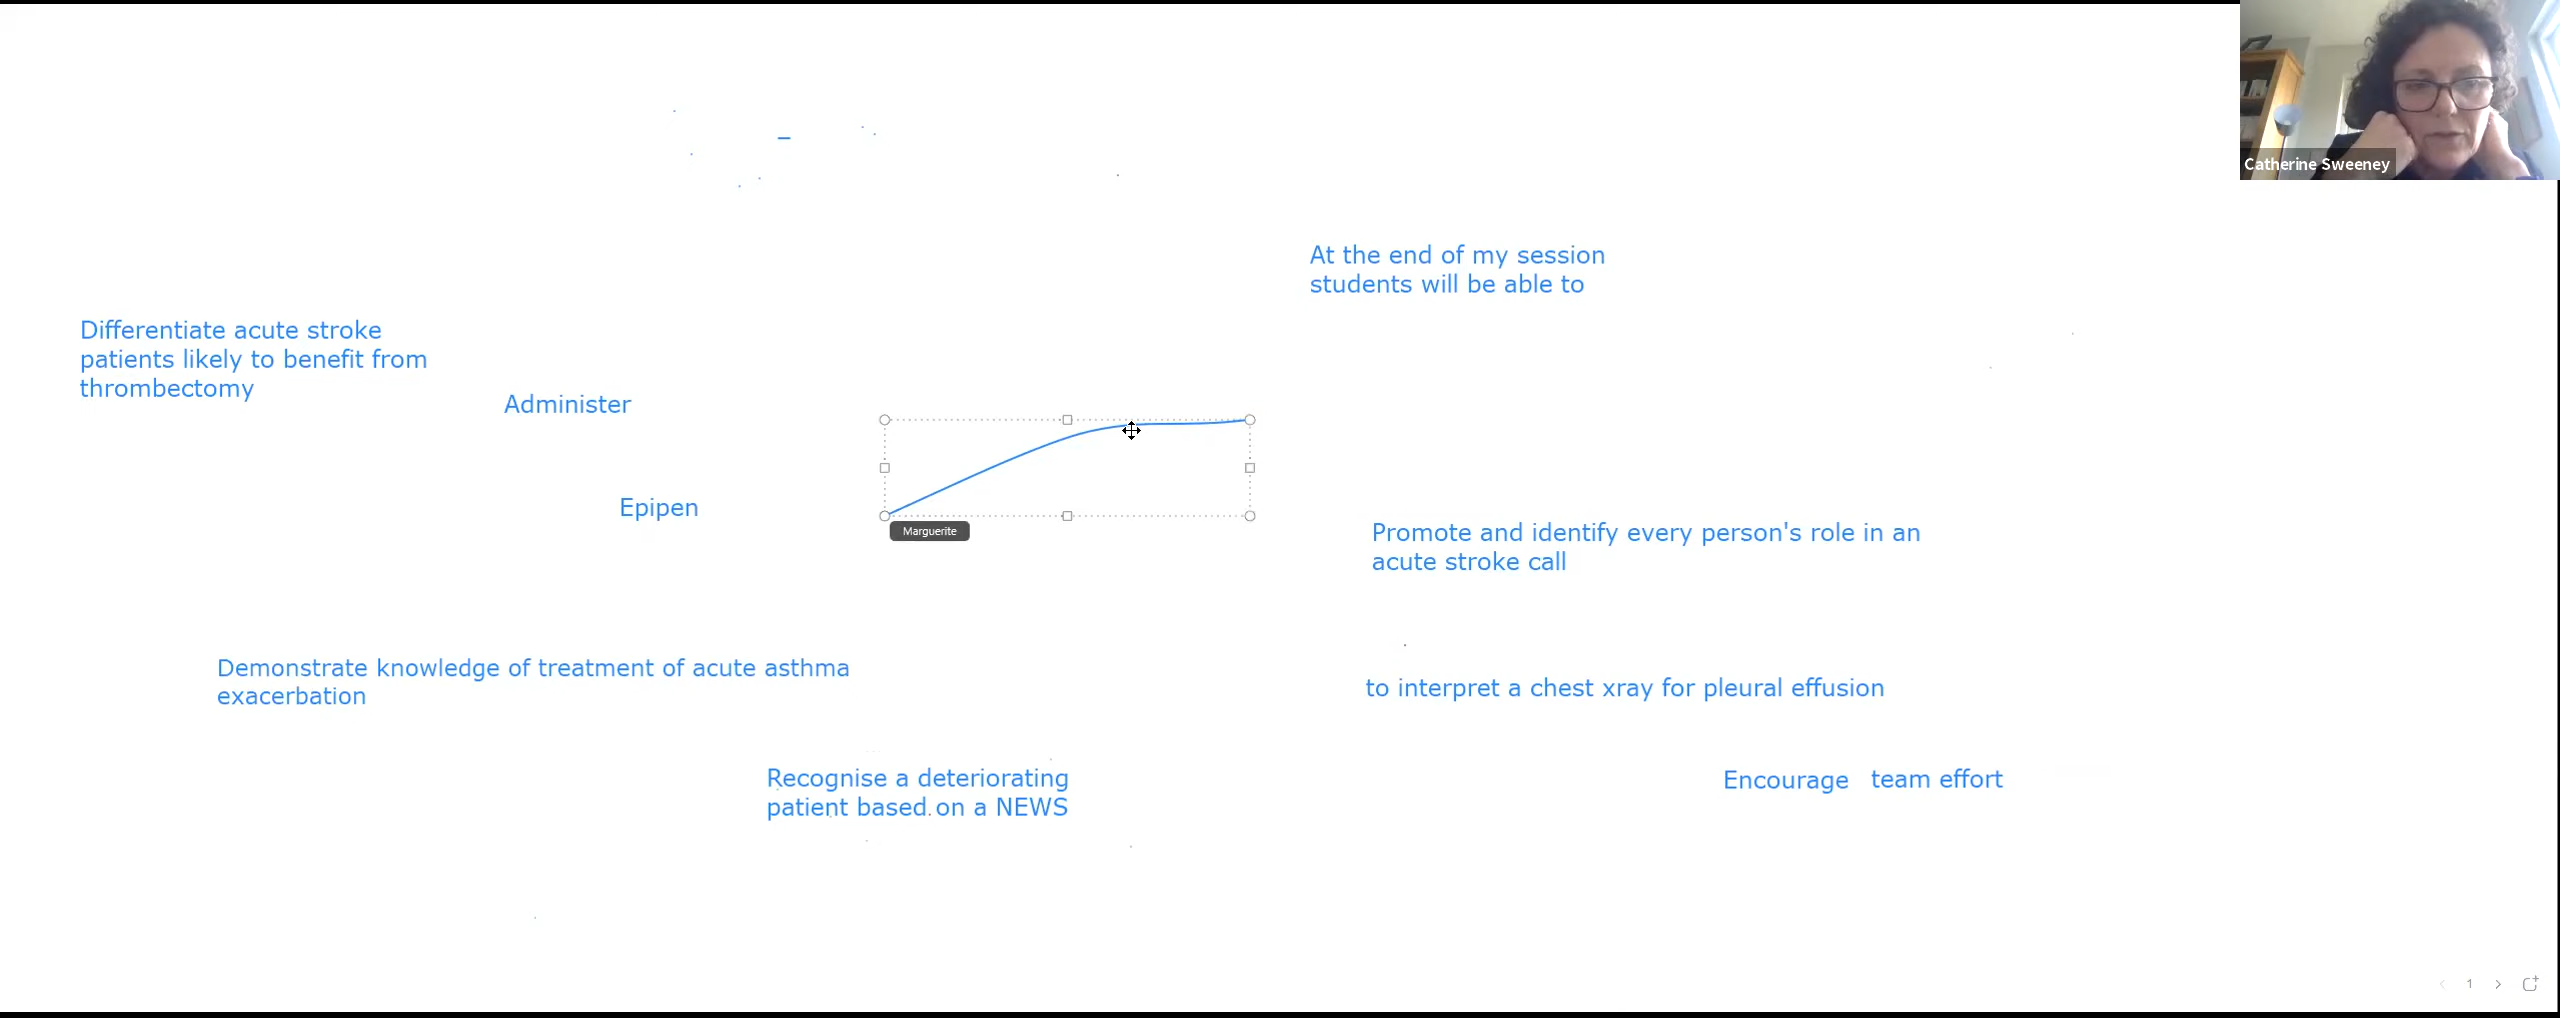 Catherine Sweeney
At the end of my session
students will be able to
Differentiate acute stroke
patients likely to benefit from
thrombectomy
Administer
Epipen
Marguerite
Promote and identify every person's role in an
acute stroke call
Demonstrate knowledge of treatment of acute asthma
exacerbation
to interpret a chest xray for pleural effusion
Recognise a deteriorating
patient based on a NEWS
Encourage team effort
1